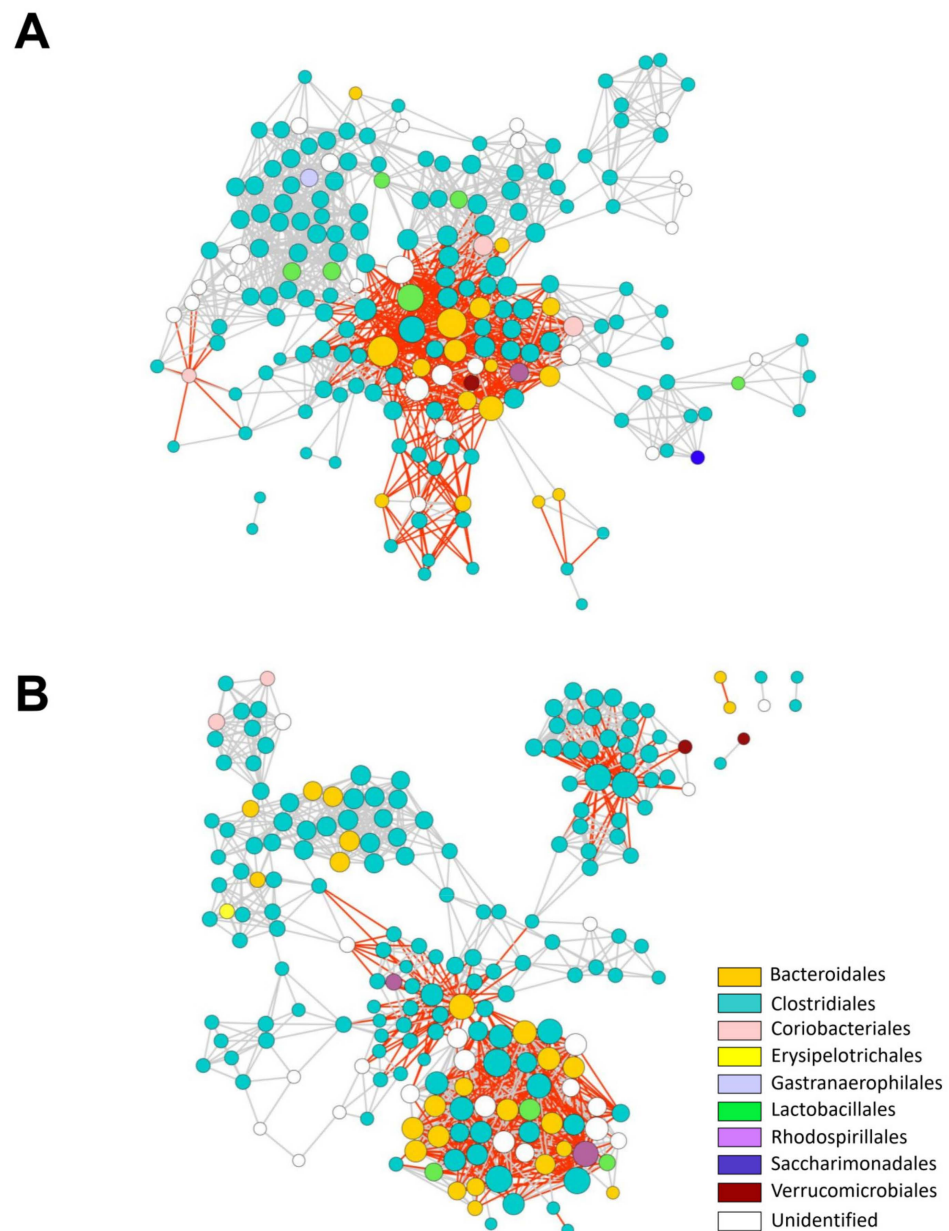 A
B
Bacteroidales
Clostridiales
Coriobacteriales
Erysipelotrichales
Gastranaerophilales
Lactobacillales
Rhodospirillales
Saccharimonadales
Verrucomicrobiales
Unidentified